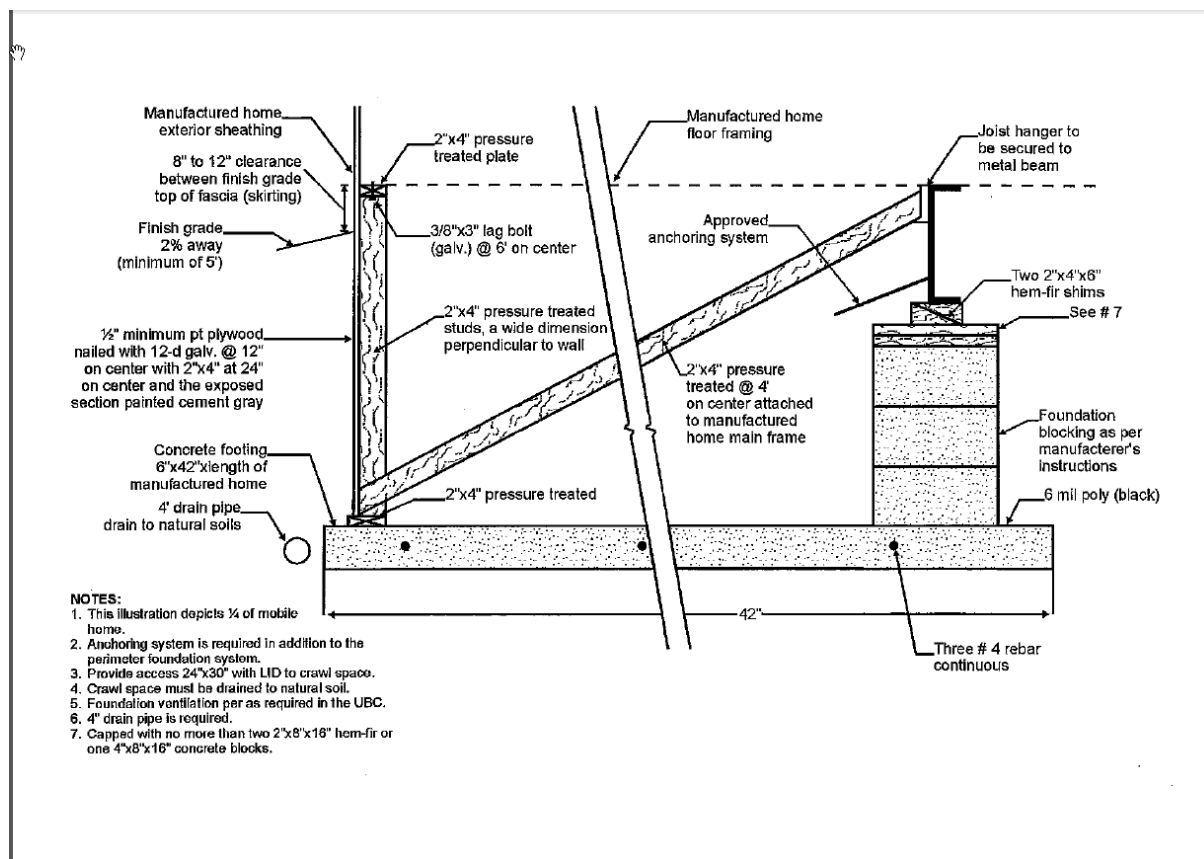 Manufactured home
exterior sheathing
8" to 12" clearance
between finish grade
top of fascia (skirting)
Finish grade
2% away
(minimum of 5')
½" minimum pt plywood
nailed with 12-d galv. @ 12"
on center with 2"x4" at 24"
on center and the exposed
section painted cement gray
Concrete footing
6"x42"xlength of
manufactured home
4' drain pipe
drain to natural soils
2"x4" pressure
treated plate
3/8"x3" lag bolt
(galv.) @ 6' on center
2"x4" pressure treated
studs, a wide dimension
perpendicular to wall
2"x4" pressure treated
Manufactured home
floor framing
Approved
anchoring system
2"x4" pressure
treated @ 4'
on center attached
to manufactured
home main frame
Joist hanger to
be secured to
metal beam
Two 2"x4"x6"
hem-fir shims
See # 7
Foundation
blocking as per
manufacterer's
instructions
6 mil poly (black)
42"
Three # 4 rebar
continuous
NOTES:
1. This illustration depicts ¼ of mobile
home.
2. Anchoring system is required in addition to the
perimeter foundation system.
3. Provide access 24"x30" with LID to crawl space.
4. Crawl space must be drained to natural soil.
5. Foundation ventilation per as required in the UBC.
6. 4" drain pipe is required.
7. Capped with no more than two 2"x8"x16" hem-fir or
one 4"x8"x16" concrete blocks.